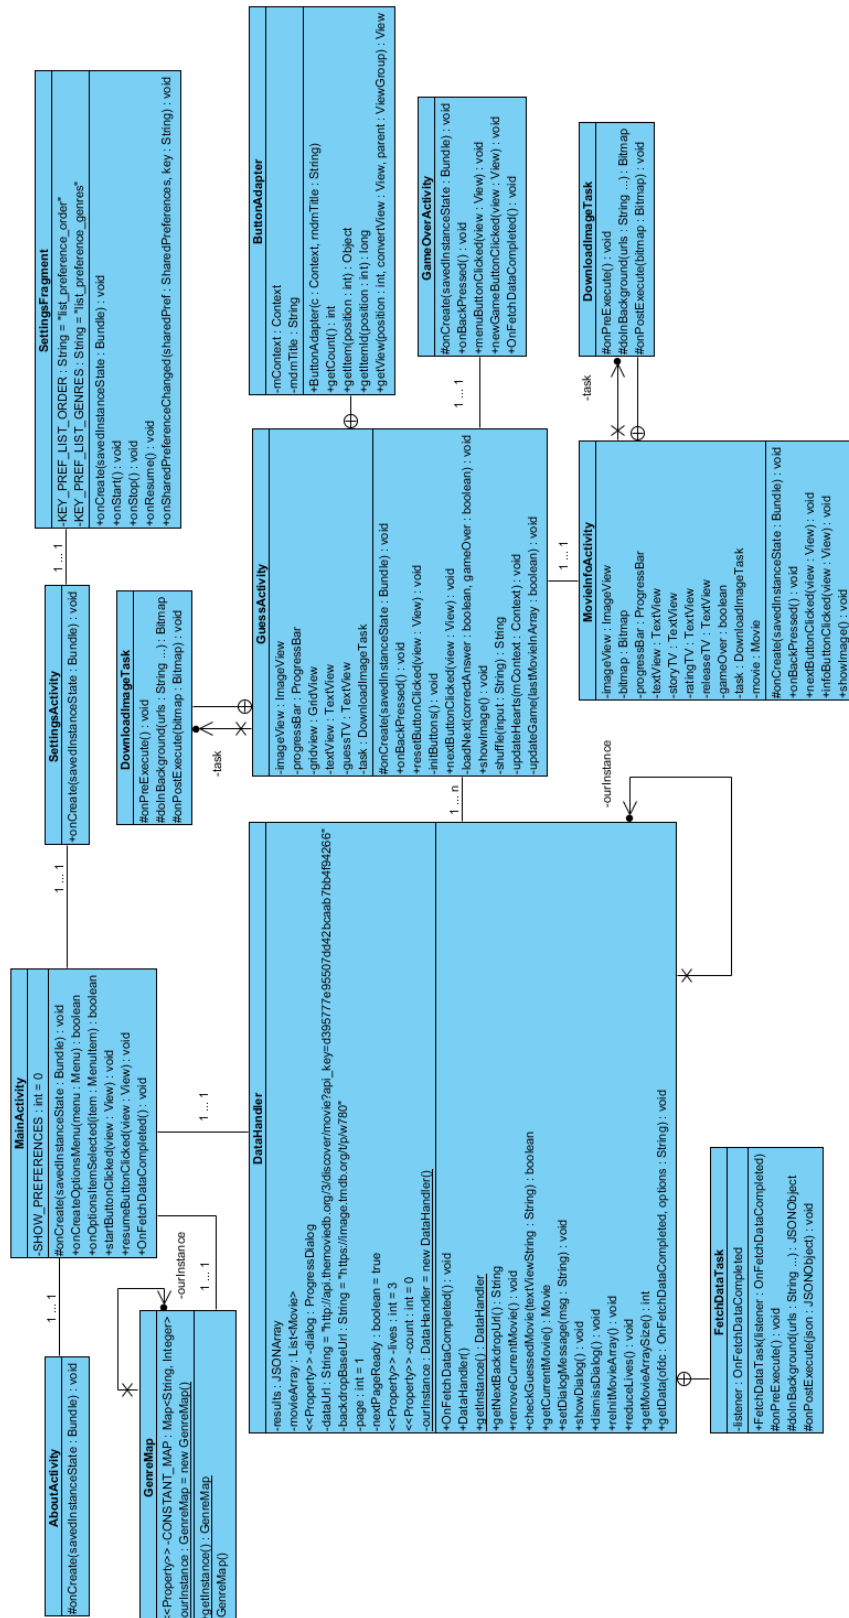 AboutActivity
#onCreate(savedInstanceState : Bundle) : void
1 ... 1
MainActivity
-SHOW_PREFERENCES : int = 0
#onCreate(savedInstanceState : Bundle) : void
+onCreateOptionsMenu(menu : Menu) : boolean
+onOptionsItemSelected(item : MenuItem) : boolean
+startButtonClicked(view : View) : void
+resumeButtonClicked(view : View) : void
+OnFetchDataCompleted() : void
1 ... 1
SettingsActivity
+onCreate(savedInstanceState : Bundle) : void
1 ... 1
SettingsFragment
-KEY_PREF_LIST_ORDER : String = "list_preference_order"
-KEY_PREF_LIST_GENRES : String = "list_preference_genres"
+onCreate(savedInstanceState : Bundle) : void
+onStart() : void
+onStop() : void
+onResume() : void
+onSharedPreferenceChanged(sharedPref : SharedPreferences, key : String) : void
GenreMap
<<Property>> -CONSTANT_MAP : Map<String, Integer>
ourInstance : GenreMap = new GenreMap()
getInstance() : GenreMap
GenreMap()
-ourInstance
1 ... 1
1 ... 1
DownloadImageTask
#onPreExecute() : void
#doInBackground(urls : String ...) : Bitmap
#onPostExecute(bitmap : Bitmap) : void
-task
DataHandler
-results : JSONArray
-movieArray : List<Movie>
<<Property>> -dialog : ProgressDialog
-dataUrl : String = "http://api.themoviedb.org/3/discover/movie?api_key=d395777e95507dd42bcaab7bb4f94266"
-backdropBaseUrl : String = "https://image.tmdb.org/t/p/w780"
-page : int = 1
-nextPageReady : boolean = true
<<Property>> -lives : int = 3
<<Property>> -count : int = 0
-ourInstance : DataHandler = new DataHandler()
+OnFetchDataCompleted() : void
+DataHandler()
+getInstance() : DataHandler
+getNextBackdropUrl() : String
+removeCurrentMovie() : void
+checkGuessedMovie(textViewString : String) : boolean
+getCurrentMovie() : Movie
+setDialogMessage(msg : String) : void
+showDialog() : void
+dismissDialog() : void
+reInitMovieArray() : void
+reduceLives() : void
+getMovieArraySize() : int
+getData(ofdc : OnFetchDataCompleted, options : String) : void
1 ... n
-ourInstance
GuessActivity
-imageView : ImageView
-progressBar : ProgressBar
-gridview : GridView
-textView : TextView
-guessTV : TextView
-task : DownloadImageTask
#onCreate(savedInstanceState : Bundle) : void
+onBackPressed() : void
+resetButtonClicked(view : View) : void
-initButtons() : void
+nextButtonClicked(view : View) : void
-loadNext(correctAnswer : boolean, gameOver : boolean) : void
+showImage() : void
-shuffle(input : String) : String
-updateHearts(mContext : Context) : void
-updateGame(lastMovieInArray : boolean) : void
ButtonAdapter
-mContext : Context
-mdmTitle : String
+ButtonAdapter(c : Context, rndmTitle : String)
+getCount() : int
+getItem(position : int) : Object
+getItemId(position : int) : long
+getView(position : int, convertView : View, parent : ViewGroup) : View
1 ... 1
GameOverActivity
#onCreate(savedInstanceState : Bundle) : void
+onBackPressed() : void
+menuButtonClicked(view : View) : void
+newGameButtonClicked(view : View) : void
+OnFetchDataCompleted() : void
FetchDataTask
-listener : OnFetchDataCompleted
+FetchDataTask(listener : OnFetchDataCompleted)
#onPreExecute() : void
#doInBackground(urls : String ...) : JSONObject
#onPostExecute(json : JSONObject) : void
1 ... 1
MovieInfoActivity
-imageView : ImageView
-bitmap : Bitmap
-progressBar : ProgressBar
-textView : TextView
-storyTV : TextView
-ratingTV : TextView
-releaseTV : TextView
-gameOver : boolean
-task : DownloadImageTask
-movie : Movie
#onCreate(savedInstanceState : Bundle) : void
+onBackPressed() : void
+nextButtonClicked(view : View) : void
+infoButtonClicked(view : View) : void
+showImage() : void
-task
DownloadImageTask
#onPreExecute() : void
#doInBackground(urls : String ...) : Bitmap
#onPostExecute(bitmap : Bitmap) : void